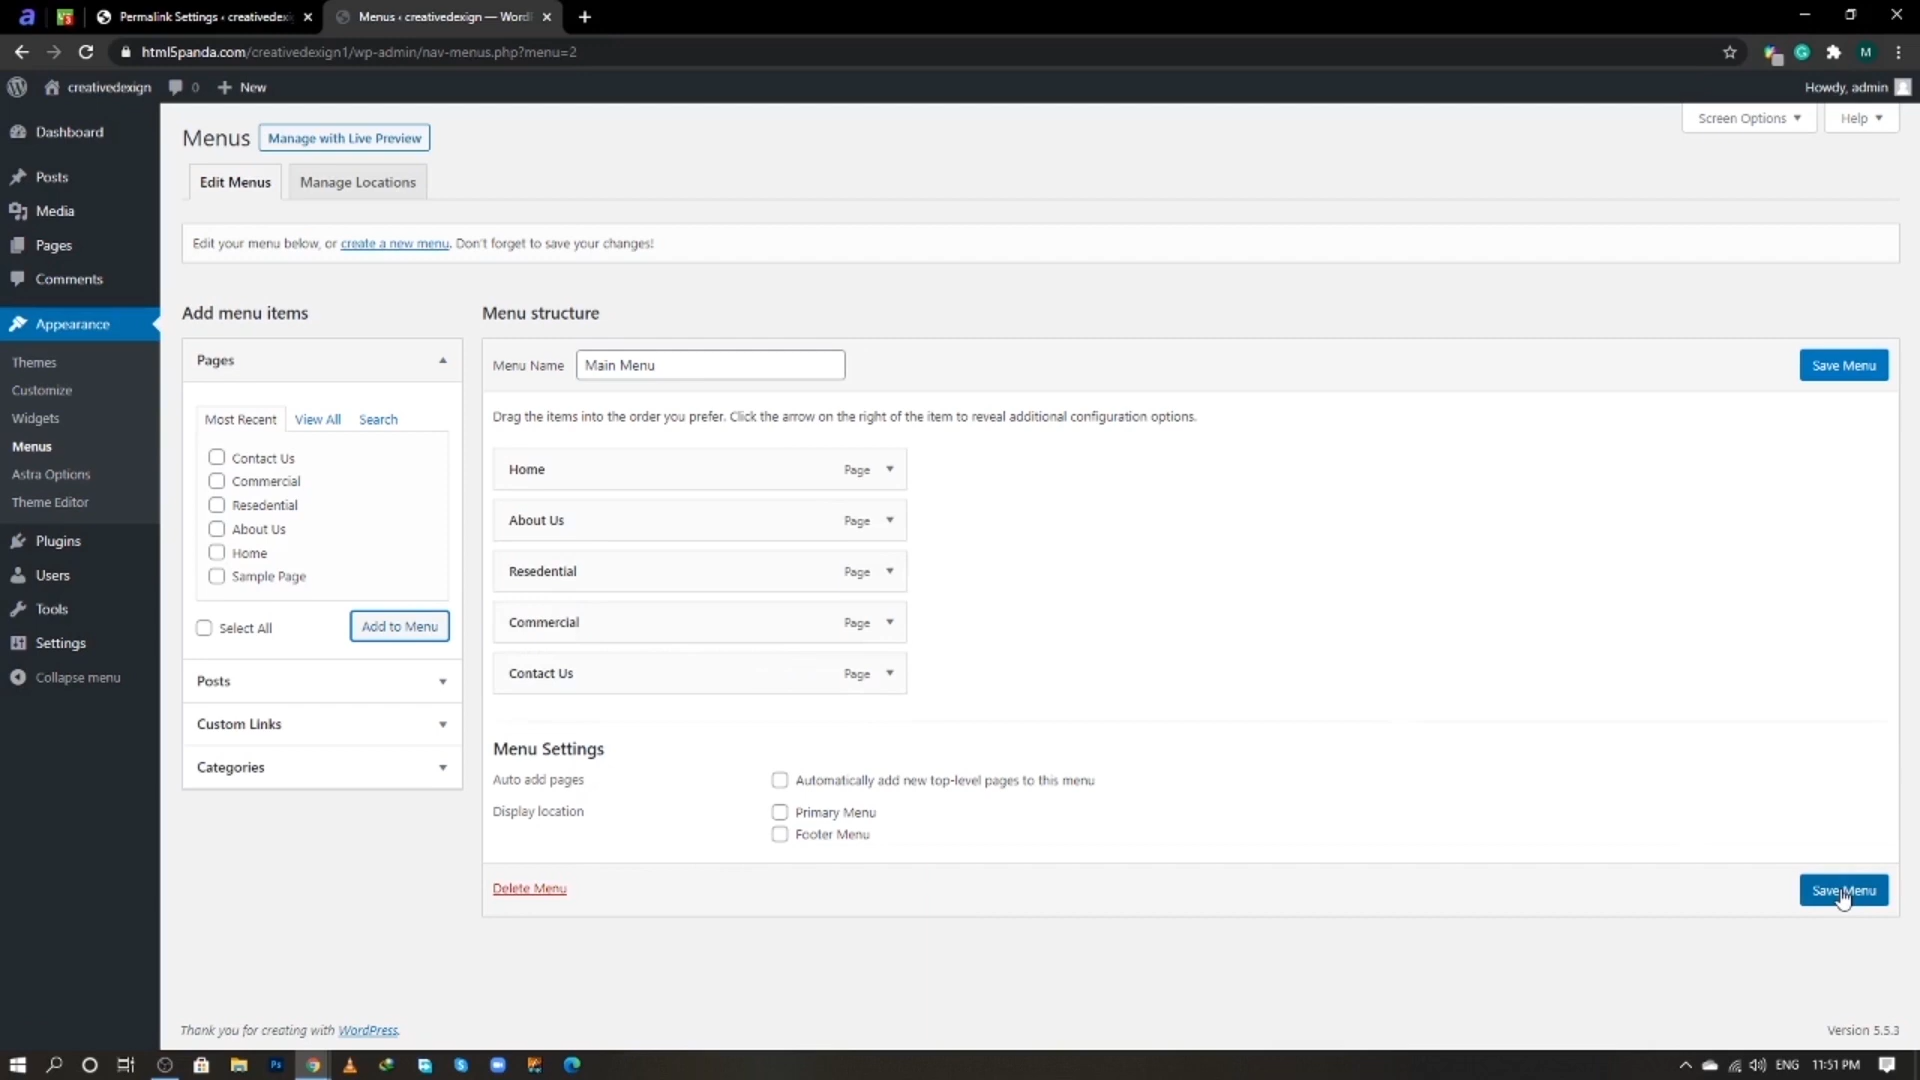 Permalink Settings ‹ creativedexi
Menus ‹ creativedexign — Word
html5panda.com/creativedexign1/wp-admin/nav-menus.php?menu=2
M
creativedexign
0
New
Howdy, admin
Dashboard
Posts
Media
Pages
Comments
Appearance
Themes
Customize
Widgets
Menus
Astra Options
Theme Editor
Plugins
Users
Tools
Settings
Collapse menu
Screen Options
Help
Menus
Manage with Live Preview
Edit Menus
Manage Locations
Edit your menu below, or create a new menu. Don't forget to save your changes!
Add menu items
Pages
Most Recent
View All
Search
Contact Us
Commercial
Resedential
About Us
Home
Sample Page
Select All
Add to Menu
Posts
Custom Links
Categories
Menu structure
Menu Name
Main Menu
Save Menu
Drag the items into the order you prefer. Click the arrow on the right of the item to reveal additional configuration options.
Home Page
About Us Page
Resedential Page
Commercial Page
Contact Us Page
Menu Settings
Auto add pages
Automatically add new top-level pages to this menu
Display location
Primary Menu
Footer Menu
Delete Menu
Save Menu
Thank you for creating with WordPress.
Version 5.5.3
ENG
11:51 PM